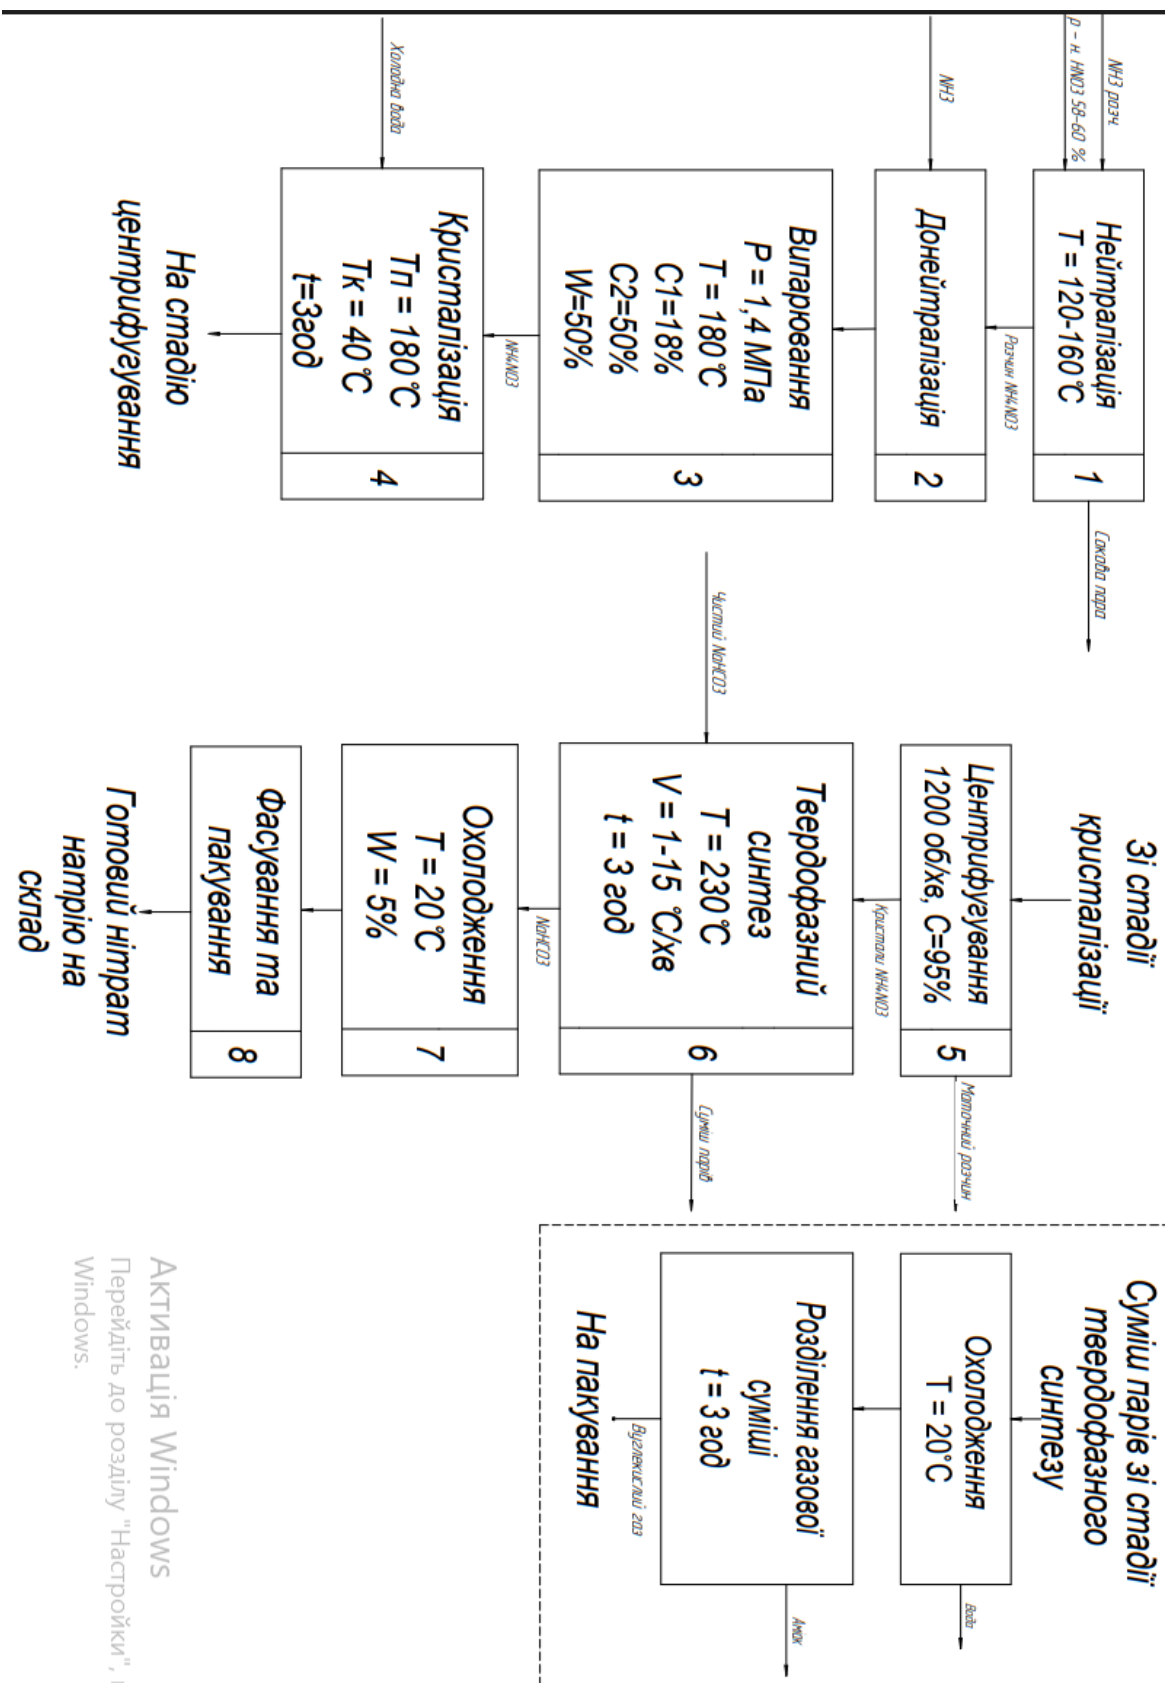 NH3 розч.
р - н. HNO3 58-60 %
Нейтралізація
T = 120-160°C
1
Сокова пара
Розчин NH4NO3
NH3
Донейтралізація
2
Випарювання
P = 1,4 МПа
T = 180°C
C1=18%
C2=50%
W=50%
3
NH4NO3
Холодна вода
Кристалізація
Tп = 180°C
Tк = 40°C
t=3год
4
На стадію
центрифугування
Зі стадії
кристалізації
Центрифугування
1200 об/хв, C=95%
5
Маточний розчин
Кристали NH4NO3
Чистий NaHCO3
Твердофазний
синтез
T = 230°C
V = 1-15 °C/хв
t = 3 год
6
Суміш парів
NaHCO3
Охолодження
T = 20°C
W = 5%
7
Фасування та
пакування
8
Готовий нітрат
натрію на
склад
Суміш парів зі стадії
твердофазного
синтезу
Охолодження
T = 20°C
Вода
Розділення газової
суміші
t = 3 год
Аміак
Вуглекислий газ
На пакування
Активація Windows
Перейдіть до розділу "Настройки",
Windows.